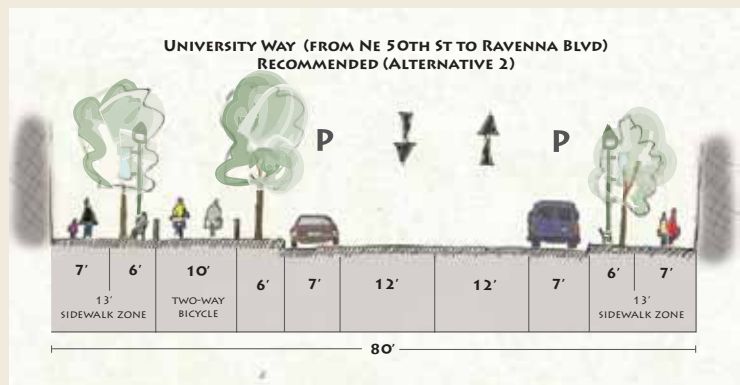 University Way (from Ne 50th St to Ravenna Blvd)
Recommended (Alternative 2)
P
P
7' 6' 10' 6' 7' 12' 12' 7' 6' 7'
13'
SIDEWALK ZONE
TWO-WAY
BICYCLE
13'
SIDEWALK ZONE
80'